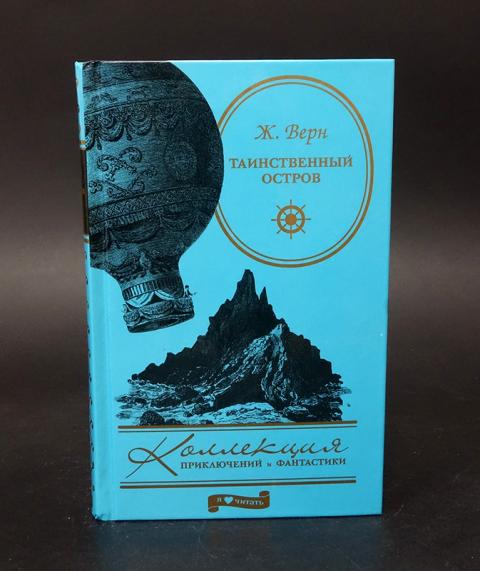 Ж. Верн
ТАИНСТВЕННЫЙ
ОСТРОВ
Коллекция
ПРИКЛЮЧЕНИЙ и ФАНТАСТИКИ
я читать